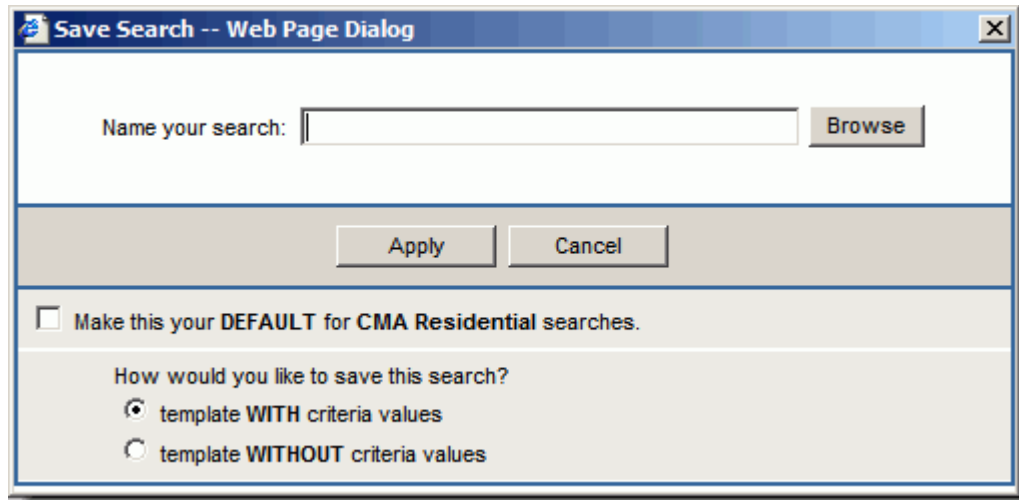 Save Search -- Web Page Dialog
Name your search:
Browse
Apply
Cancel
Make this your DEFAULT for CMA Residential searches.
How would you like to save this search?
template WITH criteria values
template WITHOUT criteria values